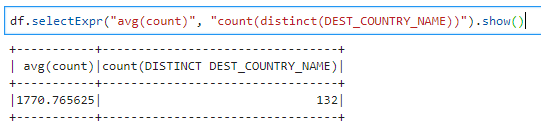 df.selectExpr("avg(count)", "count(distinct(DEST_COUNTRY_NAME))").show()
+----------+---------------------------------+
| avg(count)|count(DISTINCT DEST_COUNTRY_NAME)|
+----------+---------------------------------+
|1770.765625|                              132|
+----------+---------------------------------+